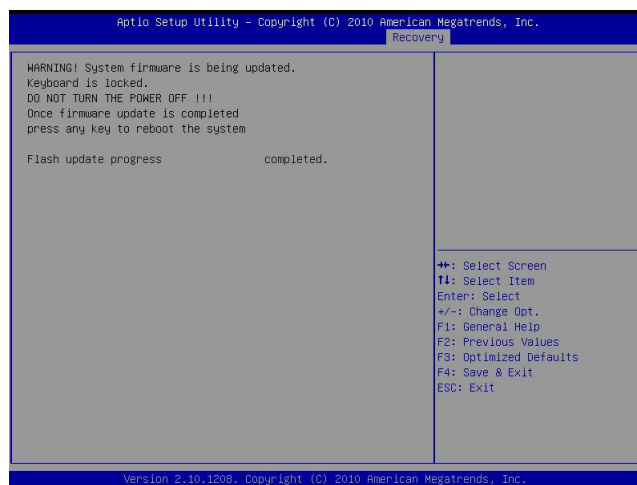 Aptio Setup Utility – Copyright (C) 2010 American Megatrends, Inc.
Recovery
WARNING! System firmware is being updated.
Keyboard is locked.
DO NOT TURN THE POWER OFF !!!
Once firmware update is completed
press any key to reboot the system
Flash update progress completed.
→←: Select Screen
↑↓: Select Item
Enter: Select
+/-: Change Opt.
F1: General Help
F2: Previous Values
F3: Optimized Defaults
F4: Save & Exit
ESC: Exit
Version 2.10.1208. Copyright (C) 2010 American Megatrends, Inc.